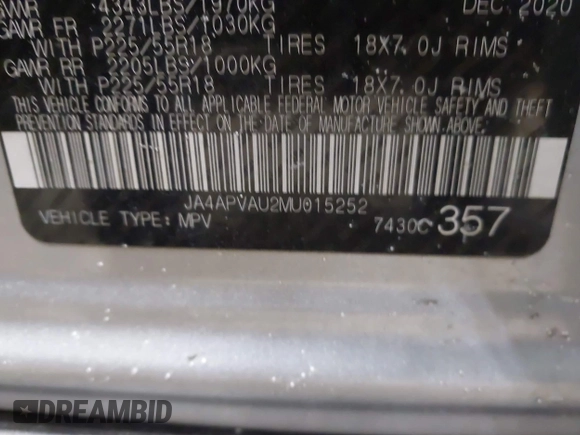 GVWR 4343LBS/1970KG DEC 2020
GAWR FR 2271LBS/1030KG
WITH P225/55R18 TIRES 18X7.0J RIMS
GAWR RR 2205LBS/1000KG
WITH P225/55R18 TIRES 18X7.0J RIMS
THIS VEHICLE CONFORMS TO ALL APPLICABLE FEDERAL MOTOR VEHICLE SAFETY AND THEFT
PREVENTION STANDARDS IN EFFECT ON THE DATE OF MANUFACTURE SHOWN ABOVE.
JA4APVAU2MU015252
VEHICLE TYPE: MPV 7430C 357
DREAMBID